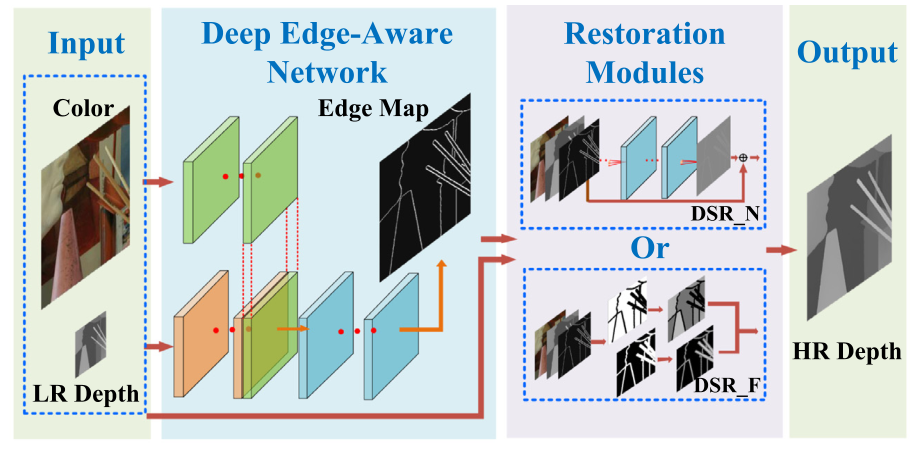 Input
Color
LR Depth
Deep Edge-Aware
Network
Edge Map
Restoration
Modules
DSR_N
Or
DSR_F
Output
HR Depth